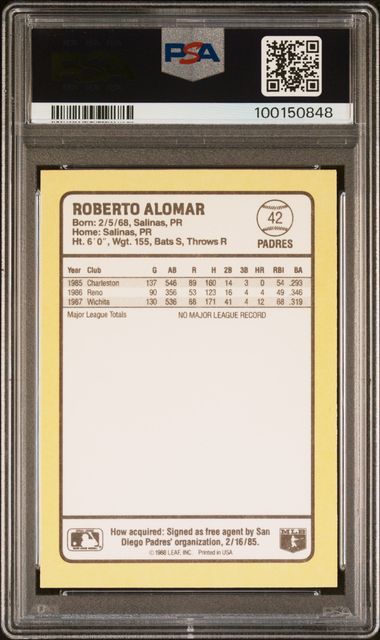 PSA
100150848
ROBERTO ALOMAR
Born: 2/5/68, Salinas, PR
Home: Salinas, PR
Ht. 6'0", Wgt. 155, Bats S, Throws R
42
PADRES
Year Club G AB R H 2B 3B HR RBI BA
1985 Charleston 137 546 89 160 14 3 0 54 .293
1986 Reno 90 356 53 123 16 4 4 49 .346
1987 Wichita 130 536 88 171 41 4 12 68 .319
Major League Totals NO MAJOR LEAGUE RECORD
How acquired: Signed as free agent by San
Diego Padres' organization, 2/16/85.
© 1988 LEAF, INC. Printed in USA